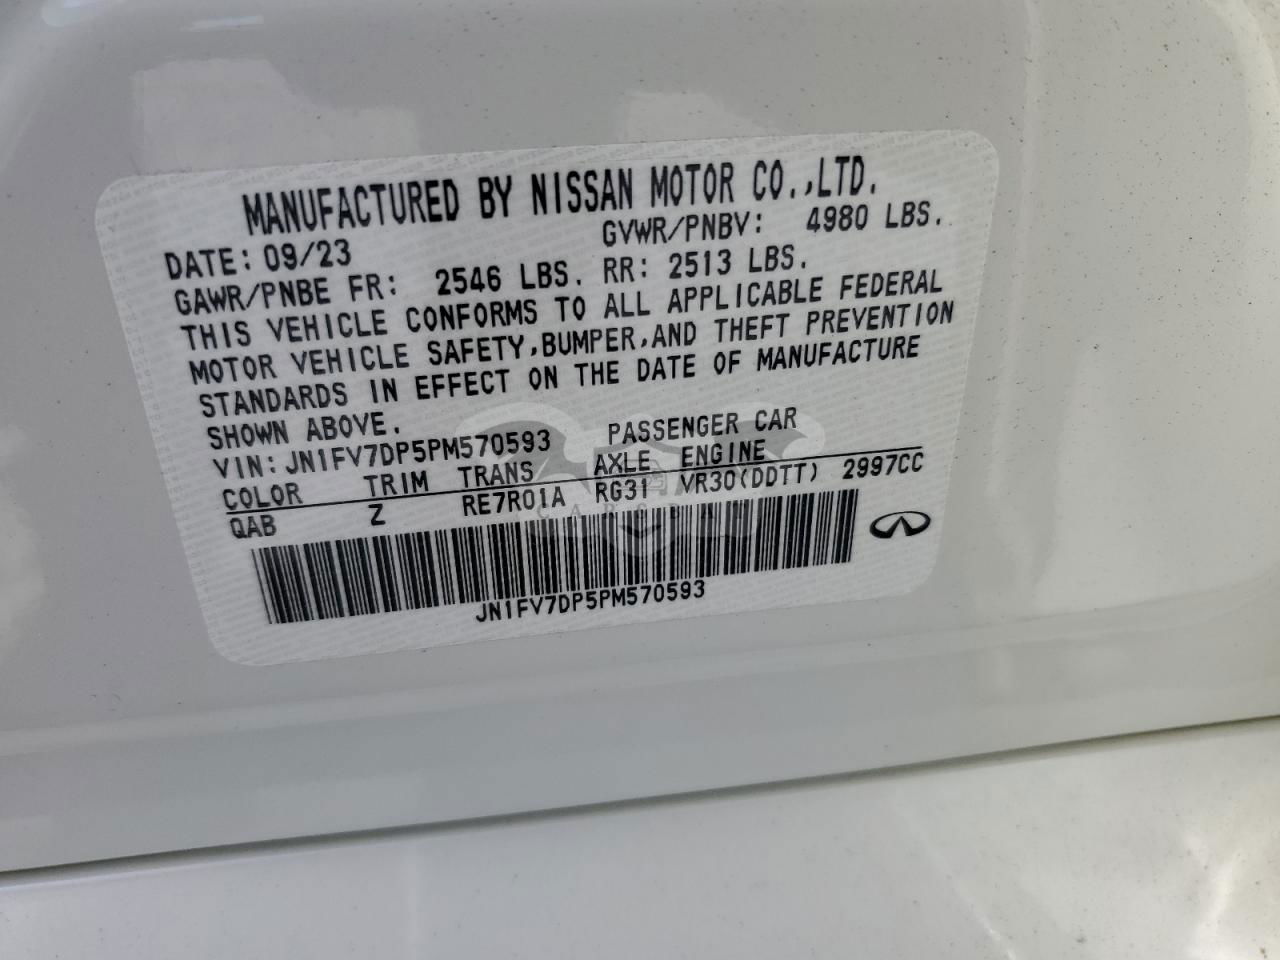 MANUFACTURED BY NISSAN MOTOR CO.,LTD.
DATE: 09/23 GVWR/PNBV: 4980 LBS.
GAWR/PNBE FR: 2546 LBS. RR: 2513 LBS.
THIS VEHICLE CONFORMS TO ALL APPLICABLE FEDERAL
MOTOR VEHICLE SAFETY,BUMPER,AND THEFT PREVENTION
STANDARDS IN EFFECT ON THE DATE OF MANUFACTURE
SHOWN ABOVE.
VIN: JN1FV7DP5PM570593 PASSENGER CAR
COLOR TRIM TRANS AXLE ENGINE
QAB Z RE7R01A RG31 VR30(DDTT) 2997CC
JN1FV7DP5PM570593